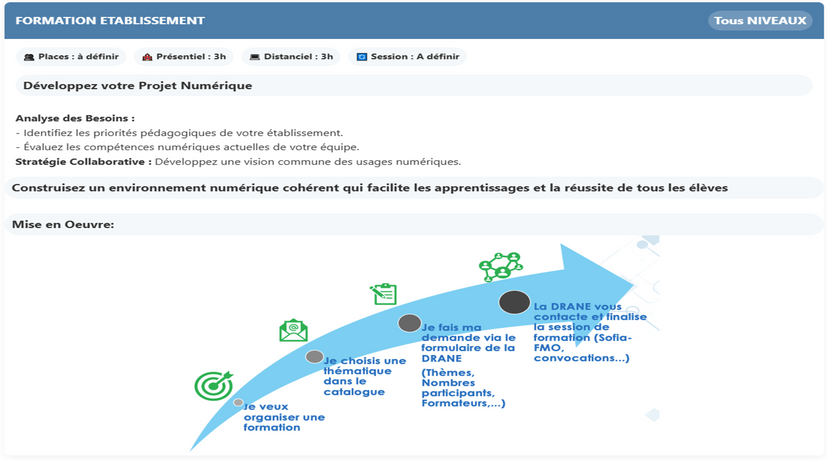 FORMATION ETABLISSEMENT
Tous NIVEAUX
Places : à définir
Présentiel : 3h
Distanciel : 3h
Session : A définir
Développez votre Projet Numérique
Analyse des Besoins :
- Identifiez les priorités pédagogiques de votre établissement.
- Évaluez les compétences numériques actuelles de votre équipe.
Stratégie Collaborative : Développez une vision commune des usages numériques.
Construisez un environnement numérique cohérent qui facilite les apprentissages et la réussite de tous les élèves
Mise en Oeuvre:
Je veux
organiser une
formation
Je choisis une
thématique
dans le
catalogue
Je fais ma
demande via le
formulaire de la
DRANE
(Thèmes,
Nombres
participants,
Formateurs,...)
La DRANE vous
contacte et finalise
la session de
formation (Sofia-
FMO,
convocations...)